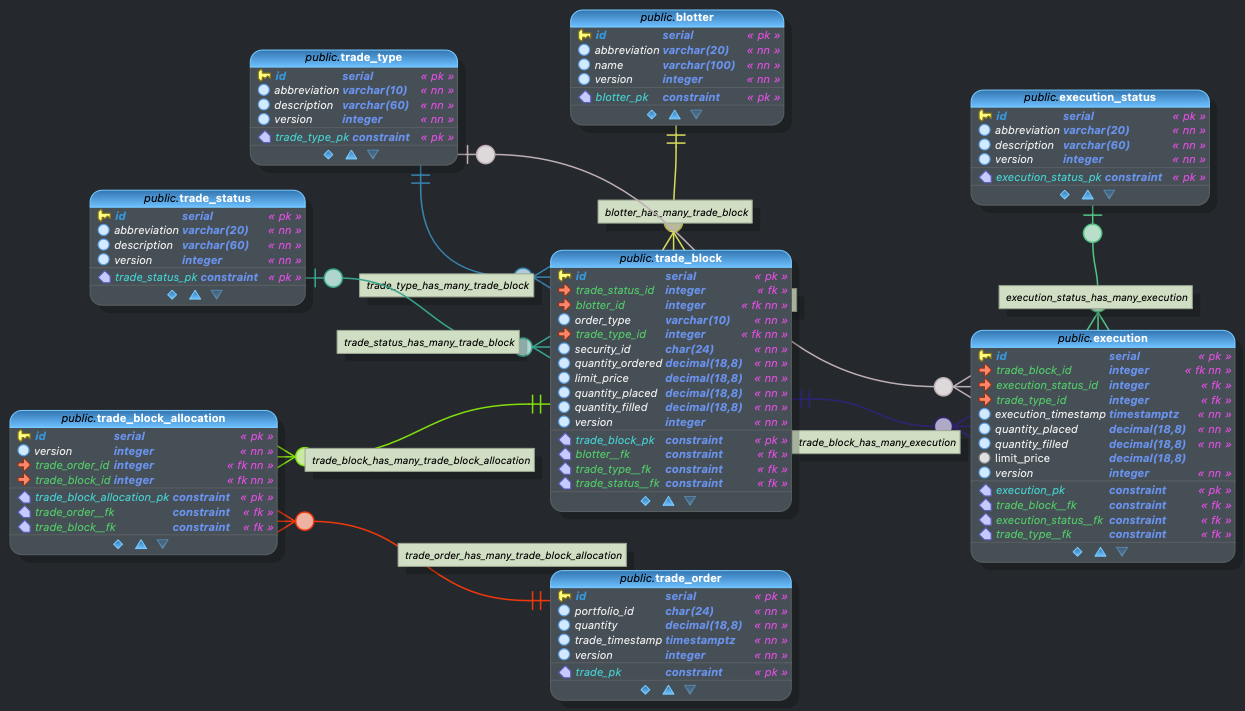 public.blotter
id serial « pk »
abbreviation varchar(20) « nn »
name varchar(100) « nn »
version integer « nn »
blotter_pk constraint « pk »
public.trade_type
id serial « pk »
abbreviation varchar(10) « nn »
description varchar(60) « nn »
version integer « nn »
trade_type_pk constraint « pk »
public.execution_status
id serial « pk »
abbreviation varchar(20) « nn »
description varchar(60) « nn »
version integer « nn »
execution_status_pk constraint « pk »
public.trade_status
id serial « pk »
abbreviation varchar(20) « nn »
description varchar(60) « nn »
version integer « nn »
trade_status_pk constraint « pk »
blotter_has_many_trade_block
trade_type_has_many_trade_block
trade_status_has_many_trade_block
execution_status_has_many_execution
public.trade_block
id serial « pk »
trade_status_id integer « fk »
blotter_id integer « fk nn »
order_type varchar(10) « nn »
trade_type_id integer « fk nn »
security_id char(24) « nn »
quantity_ordered decimal(18,8) « nn »
limit_price decimal(18,8) « nn »
quantity_placed decimal(18,8) « nn »
quantity_filled decimal(18,8) « nn »
version integer « nn »
trade_block_pk constraint « pk »
blotter__fk constraint « fk »
trade_type__fk constraint « fk »
trade_status__fk constraint « fk »
public.execution
id serial « pk »
trade_block_id integer « fk nn »
execution_status_id integer « fk »
trade_type_id integer « fk »
execution_timestamp timestamptz « nn »
quantity_placed decimal(18,8) « nn »
quantity_filled decimal(18,8) « nn »
limit_price decimal(18,8)
version integer « nn »
execution_pk constraint « pk »
trade_block__fk constraint « fk »
execution_status__fk constraint « fk »
trade_type__fk constraint « fk »
public.trade_block_allocation
id serial « pk »
version integer « nn »
trade_order_id integer « fk nn »
trade_block_id integer « fk nn »
trade_block_allocation_pk constraint « pk »
trade_order__fk constraint « fk »
trade_block__fk constraint « fk »
trade_block_has_many_trade_block_allocation
trade_block_has_many_execution
trade_order_has_many_trade_block_allocation
public.trade_order
id serial « pk »
portfolio_id char(24) « nn »
quantity decimal(18,8) « nn »
trade_timestamp timestamptz « nn »
version integer « nn »
trade_pk constraint « pk »